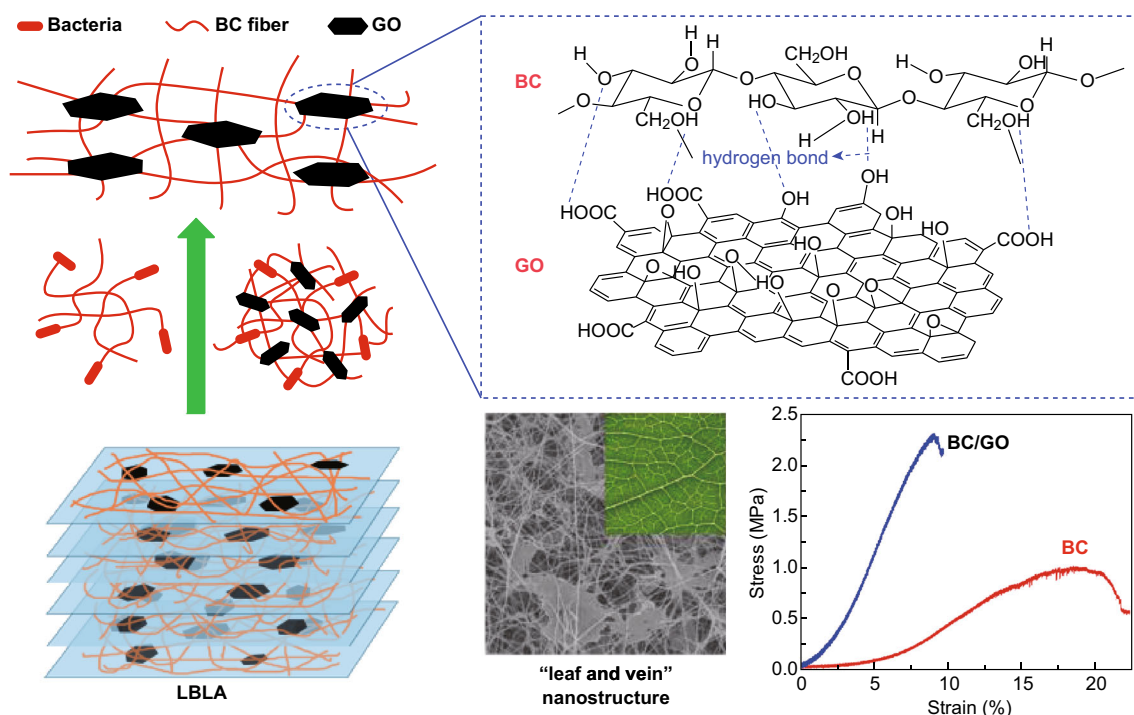 Bacteria
BC fiber
GO
BC
H
O
H
O
H
O
O
O
CH₂OH
CH₂OH
O
HO
OH
H
H
O
H
O
HO
OH
O
O
CH₂OH
hydrogen bond
HOOC
HOOC
O
OH
OH
OH
HO
COOH
GO
O
HO
O
HO
HO
O
O
HOOC
O
COOH
LBLA
“leaf and vein”
nanostructure
Stress (MPa)
2.5
2.0
1.5
1.0
0.5
0.0
BC/GO
BC
0
5
10
15
20
Strain (%)